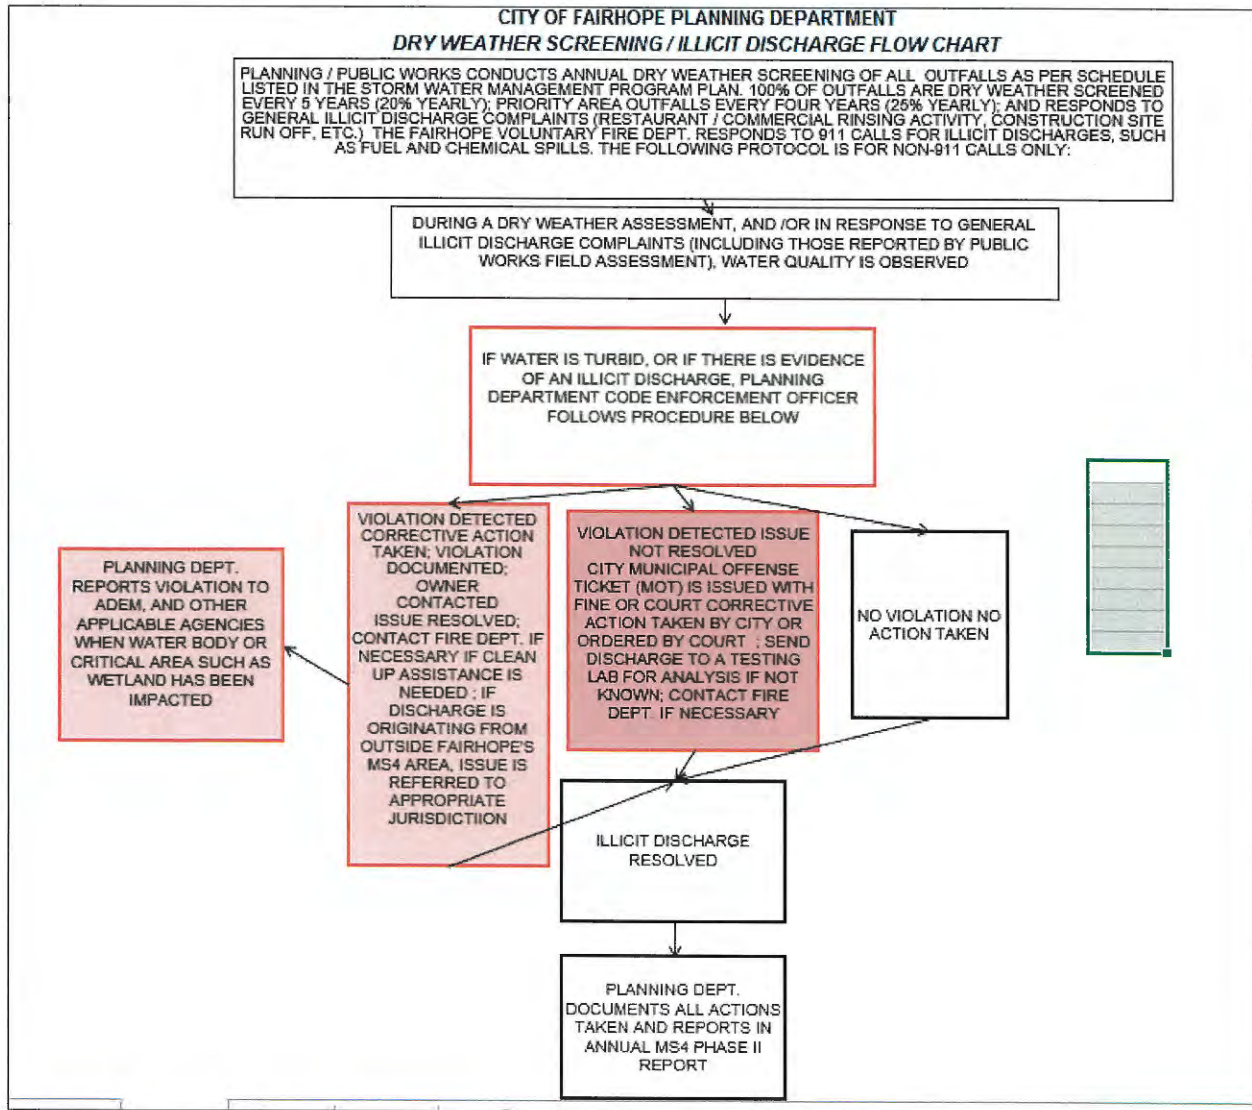 CITY OF FAIRHOPE PLANNING DEPARTMENT
DRY WEATHER SCREENING / ILLICIT DISCHARGE FLOW CHART
PLANNING / PUBLIC WORKS CONDUCTS ANNUAL DRY WEATHER SCREENING OF ALL OUTFALLS AS PER SCHEDULE
LISTED IN THE STORM WATER MANAGEMENT PROGRAM PLAN. 100% OF OUTFALLS ARE DRY WEATHER SCREENED
EVERY 5 YEARS (20% YEARLY); PRIORITY AREA OUTFALLS EVERY FOUR YEARS (25% YEARLY); AND RESPONDS TO
GENERAL ILLICIT DISCHARGE COMPLAINTS (RESTAURANT / COMMERCIAL RINSING ACTIVITY, CONSTRUCTION SITE
RUN OFF, ETC.) THE FAIRHOPE VOLUNTARY FIRE DEPT. RESPONDS TO 911 CALLS FOR ILLICIT DISCHARGES, SUCH
AS FUEL AND CHEMICAL SPILLS. THE FOLLOWING PROTOCOL IS FOR NON-911 CALLS ONLY:
DURING A DRY WEATHER ASSESSMENT, AND /OR IN RESPONSE TO GENERAL
ILLICIT DISCHARGE COMPLAINTS (INCLUDING THOSE REPORTED BY PUBLIC
WORKS FIELD ASSESSMENT), WATER QUALITY IS OBSERVED
IF WATER IS TURBID, OR IF THERE IS EVIDENCE
OF AN ILLICIT DISCHARGE, PLANNING
DEPARTMENT CODE ENFORCEMENT OFFICER
FOLLOWS PROCEDURE BELOW
PLANNING DEPT.
REPORTS VIOLATION TO
ADEM, AND OTHER
APPLICABLE AGENCIES
WHEN WATER BODY OR
CRITICAL AREA SUCH AS
WETLAND HAS BEEN
IMPACTED
VIOLATION DETECTED
CORRECTIVE ACTION
TAKEN; VIOLATION
DOCUMENTED;
OWNER
CONTACTED
ISSUE RESOLVED;
CONTACT FIRE DEPT. IF
NECESSARY IF CLEAN
UP ASSISTANCE IS
NEEDED ; IF
DISCHARGE IS
ORIGINATING FROM
OUTSIDE FAIRHOPE'S
MS4 AREA, ISSUE IS
REFERRED TO
APPROPRIATE
JURISDICTIION
VIOLATION DETECTED ISSUE
NOT RESOLVED
CITY MUNICIPAL OFFENSE
TICKET (MOT) IS ISSUED WITH
FINE OR COURT CORRECTIVE
ACTION TAKEN BY CITY OR
ORDERED BY COURT ; SEND
DISCHARGE TO A TESTING
LAB FOR ANALYSIS IF NOT
KNOWN; CONTACT FIRE
DEPT. IF NECESSARY
NO VIOLATION NO
ACTION TAKEN
ILLICIT DISCHARGE
RESOLVED
PLANNING DEPT.
DOCUMENTS ALL ACTIONS
TAKEN AND REPORTS IN
ANNUAL MS4 PHASE II
REPORT